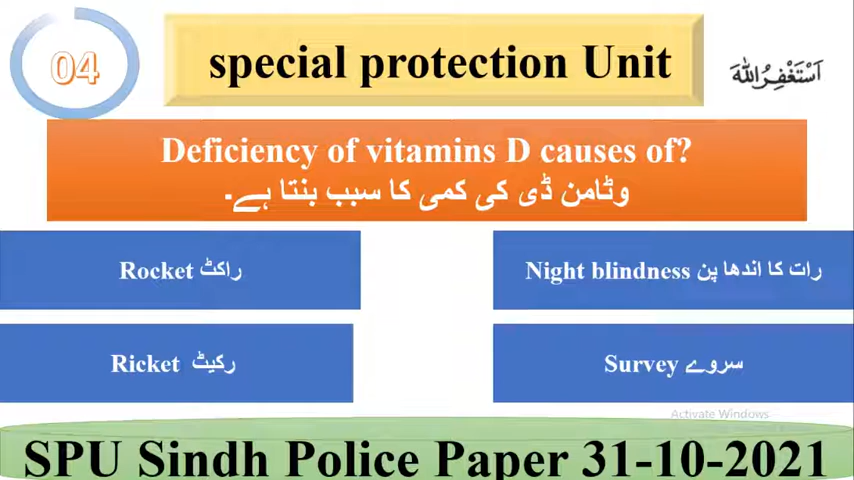 04
special protection Unit
اَسْتَغْفِرُاللّٰهَ
Deficiency of vitamins D causes of?
وٹامن ڈی کی کمی کا سبب بنتا ہے۔
Rocket راکٹ
Night blindness رات کا اندھا پن
Ricket رکیٹ
Survey سروے
Activate Windows
SPU Sindh Police Paper 31-10-2021